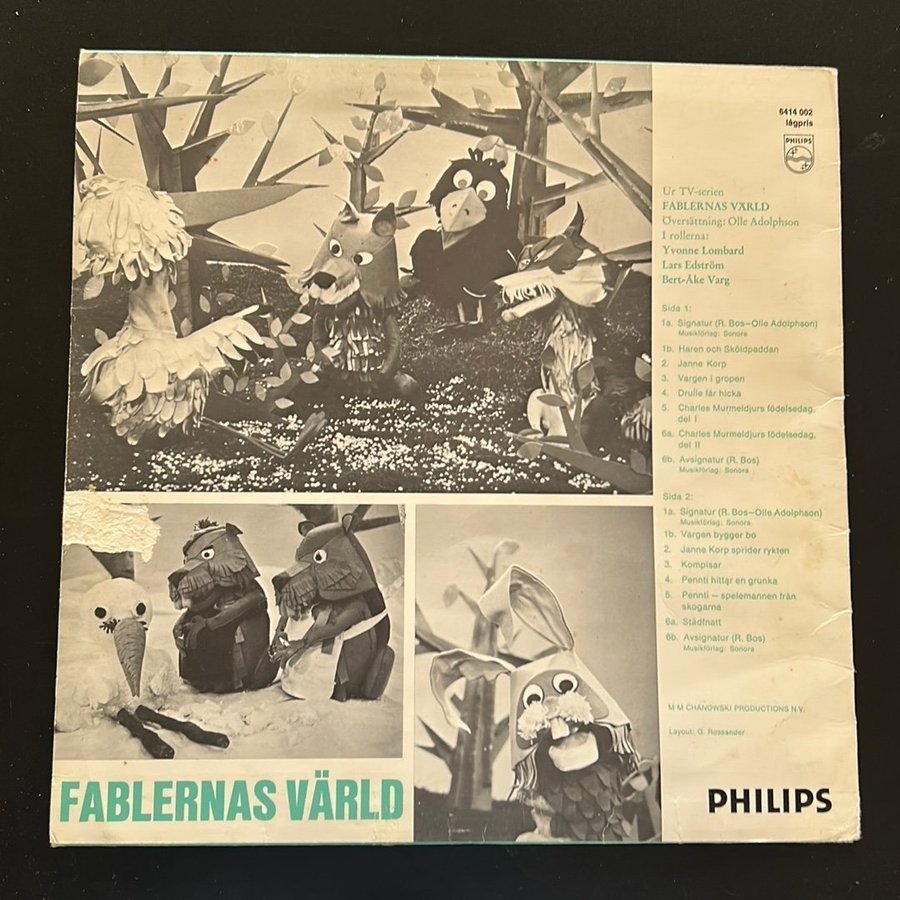 6414 002
lågpris
PHILIPS
Ur TV-serien
FABLERNAS VÄRLD
Översättning: Olle Adolphson
I rollerna:
Yvonne Lombard
Lars Edström
Bert-Åke Varg
Sida 1:
1a. Signatur (R. Bos–Olle Adolphson)
Musikförlag: Sonora
1b. Haren och Sköldpaddan
2. Janne Korp
3. Vargen i gropen
4. Drulle får hicka
5. Charles Murmeldjurs födelsedag,
del I
6a. Charles Murmeldjurs födelsedag,
del II
6b. Avsignatur (R. Bos)
Musikförlag: Sonora
Sida 2:
1a. Signatur (R. Bos–Olle Adolphson)
Musikförlag: Sonora
1b. Vargen bygger bo
2. Janne Korp sprider rykten
3. Kompisar
4. Pennti hittar en grunka
5. Pennti – spelemannen från
skogarna
6a. Städfnatt
6b. Avsignatur (R. Bos)
Musikförlag: Sonora
M M CHANOWSKI PRODUCTIONS N.V.
Layout: G. Rossander
FABLERNAS VÄRLD
PHILIPS